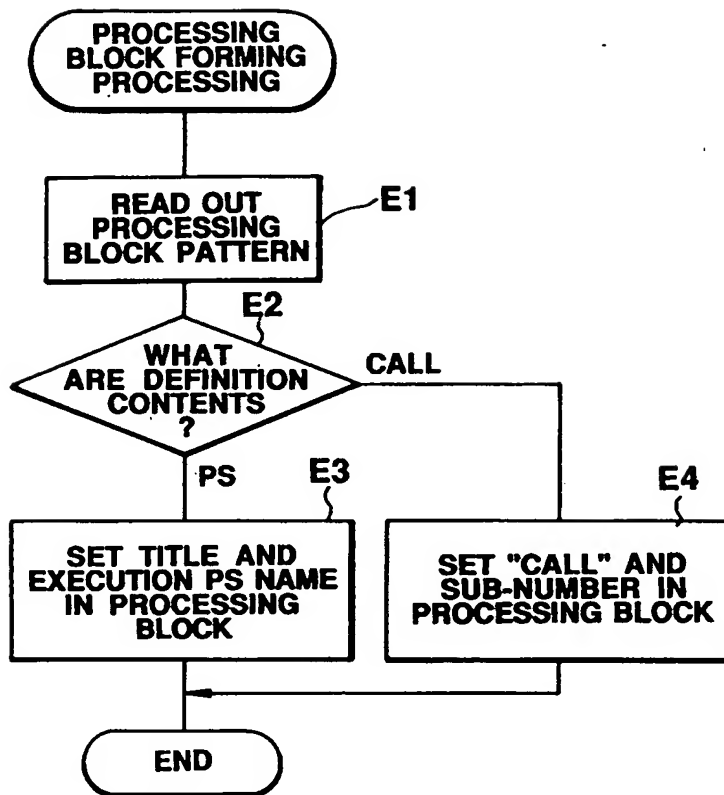 PROCESSING
BLOCK FORMING
PROCESSING
READ OUT
PROCESSING
BLOCK PATTERN
E1
E2
WHAT
ARE DEFINITION
CONTENTS
?
CALL
PS
E3
SET TITLE AND
EXECUTION PS NAME
IN PROCESSING
BLOCK
E4
SET "CALL" AND
SUB-NUMBER IN
PROCESSING BLOCK
END